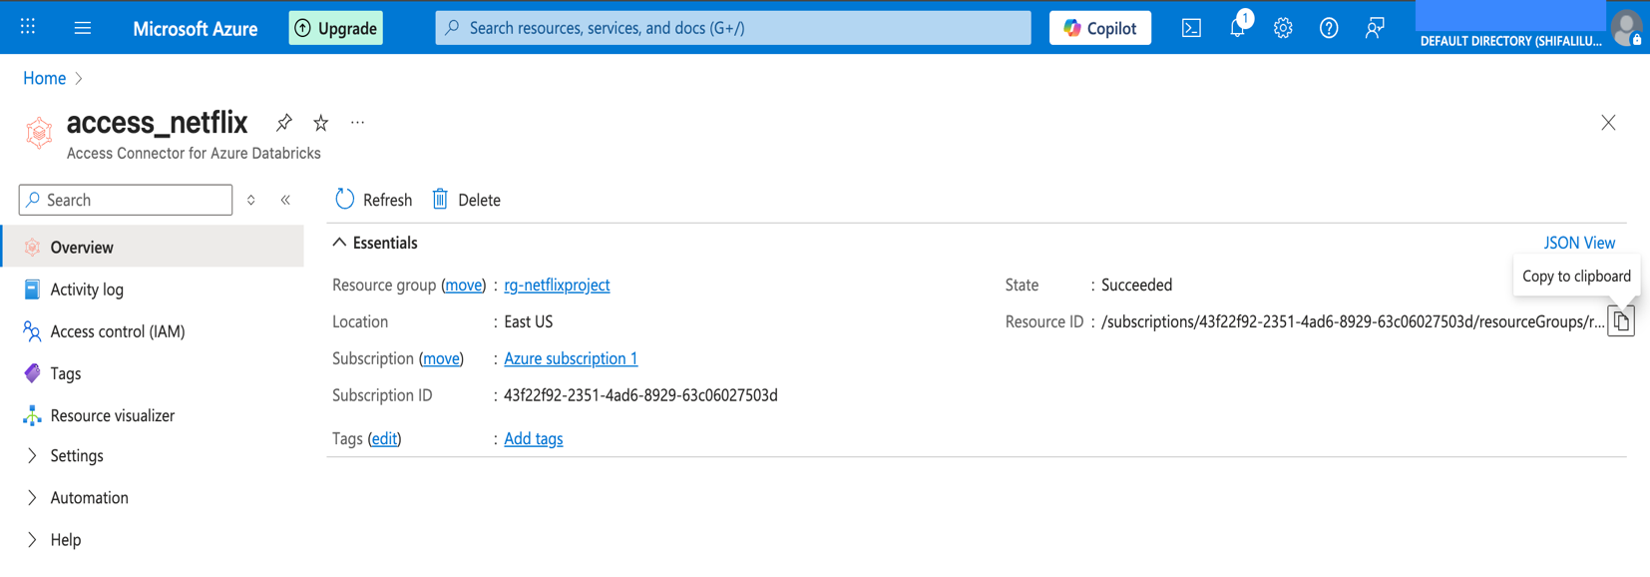 Microsoft Azure
Upgrade
Search resources, services, and docs (G+/)
Copilot
1
DEFAULT DIRECTORY (SHIFALILU...
Home
access_netflix
...
Access Connector for Azure Databricks
Search
Refresh
Delete
Overview
Activity log
Access control (IAM)
Tags
Resource visualizer
Settings
Automation
Help
Essentials
JSON View
Copy to clipboard
Resource group (move) : rg-netflixproject
Location : East US
Subscription (move) : Azure subscription 1
Subscription ID : 43f22f92-2351-4ad6-8929-63c06027503d
Tags (edit) : Add tags
State : Succeeded
Resource ID : /subscriptions/43f22f92-2351-4ad6-8929-63c06027503d/resourceGroups/r...